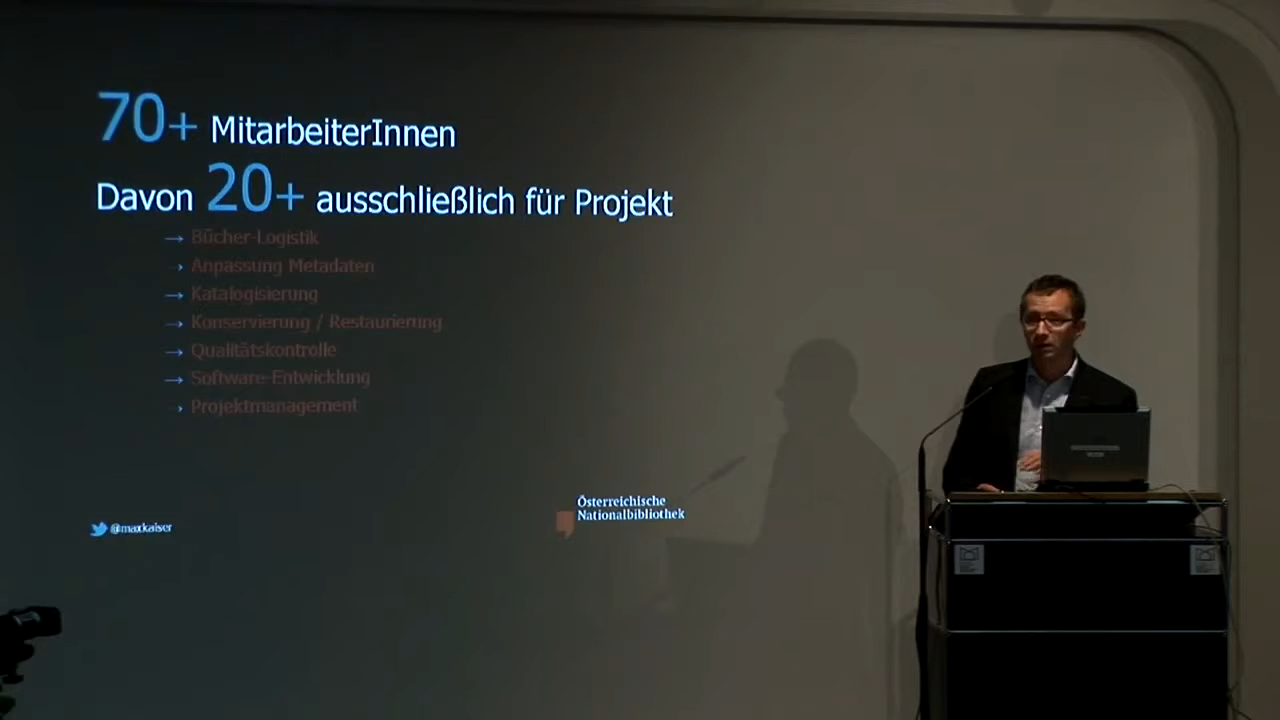 70+ MitarbeiterInnen
Davon 20+ ausschließlich für Projekt
→ Bücher-Logistik
→ Anpassung Metadaten
→ Katalogisierung
→ Konservierung / Restaurierung
→ Qualitätskontrolle
→ Software-Entwicklung
→ Projektmanagement
@maxkaiser
Österreichische
Nationalbibliothek